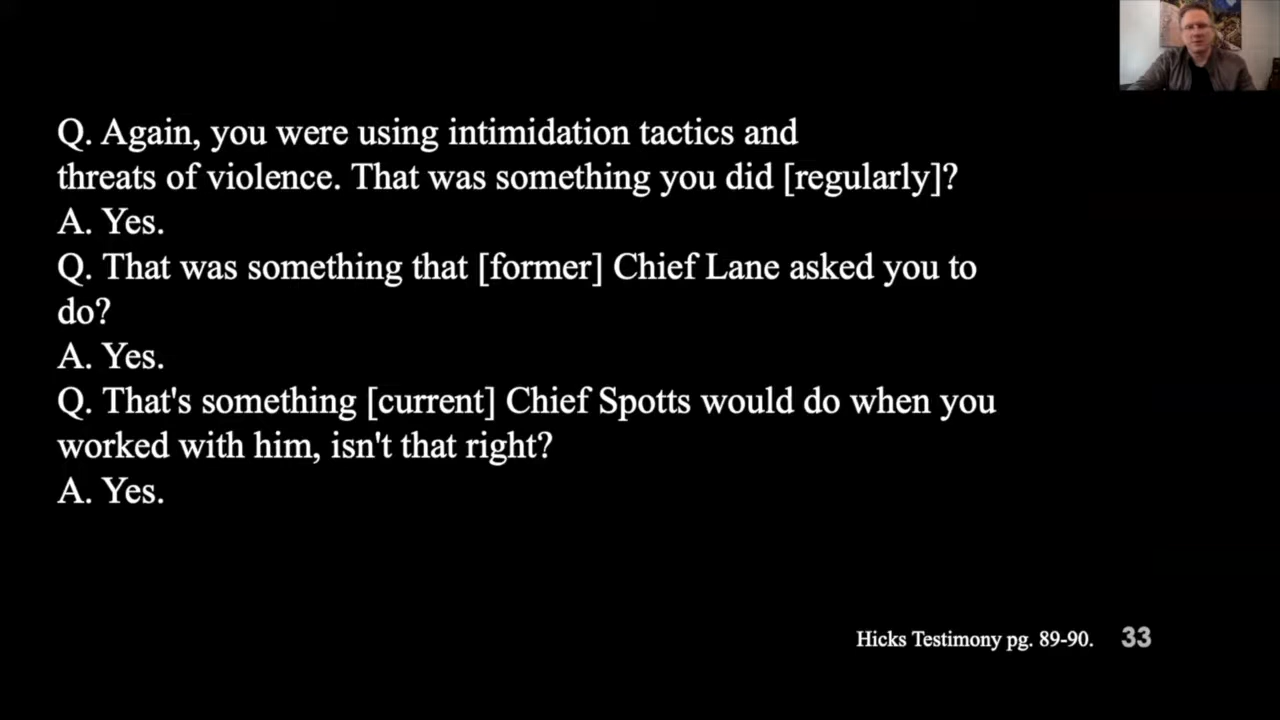 Q. Again, you were using intimidation tactics and
threats of violence. That was something you did [regularly]?
A. Yes.
Q. That was something that [former] Chief Lane asked you to
do?
A. Yes.
Q. That's something [current] Chief Spotts would do when you
worked with him, isn't that right?
A. Yes.
Hicks Testimony pg. 89-90. 33